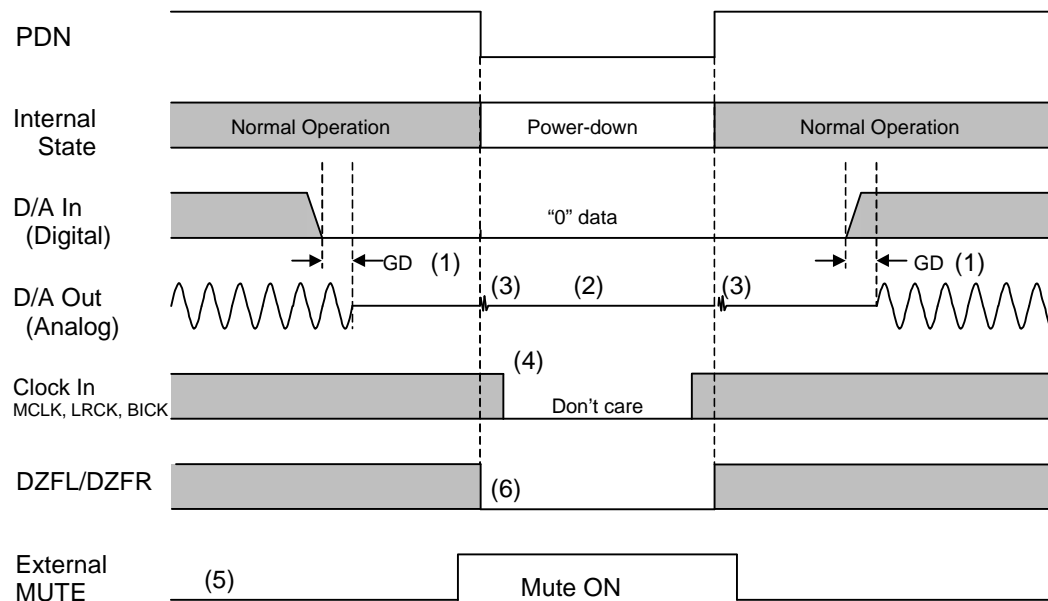 PDN
Internal
State
Normal Operation
Power-down
Normal Operation
D/A In
(Digital)
“0” data
GD (1)
GD (1)
D/A Out
(Analog)
(3)
(2)
(3)
Clock In
MCLK, LRCK, BICK
(4)
Don’t care
DZFL/DZFR
(6)
External
MUTE
(5)
Mute ON